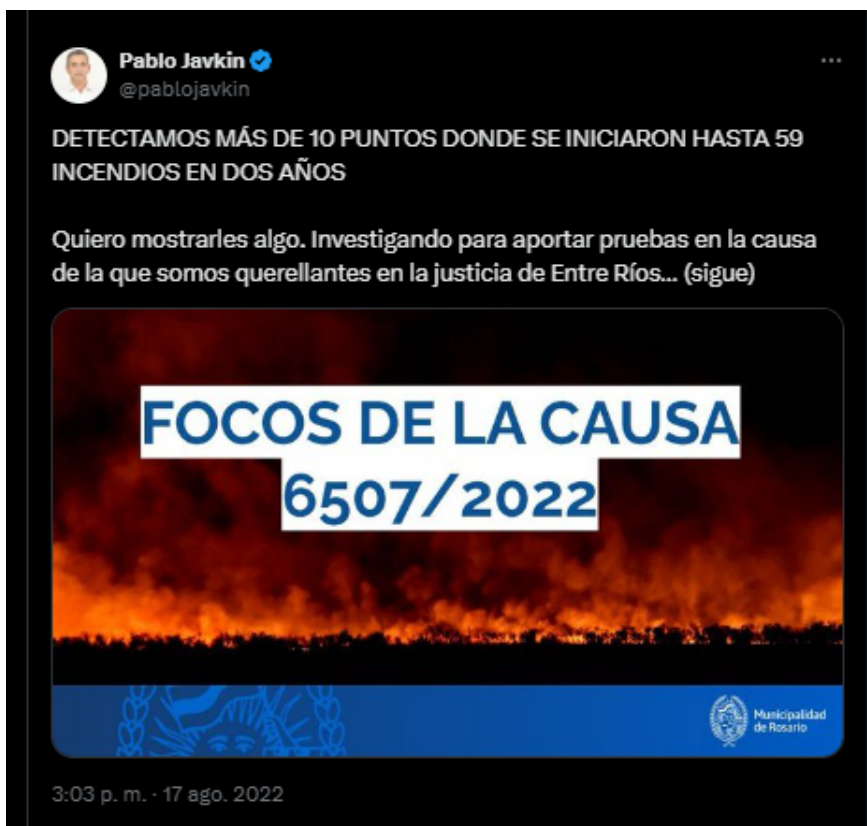 Pablo Javkin
@pablojavkin
DETECTAMOS MÁS DE 10 PUNTOS DONDE SE INICIARON HASTA 59
INCENDIOS EN DOS AÑOS
Quiero mostrarles algo. Investigando para aportar pruebas en la causa
de la que somos querellantes en la justicia de Entre Ríos... (sigue)
FOCOS DE LA CAUSA
6507/2022
Municipalidad
de Rosario
3:03 p. m. · 17 ago. 2022